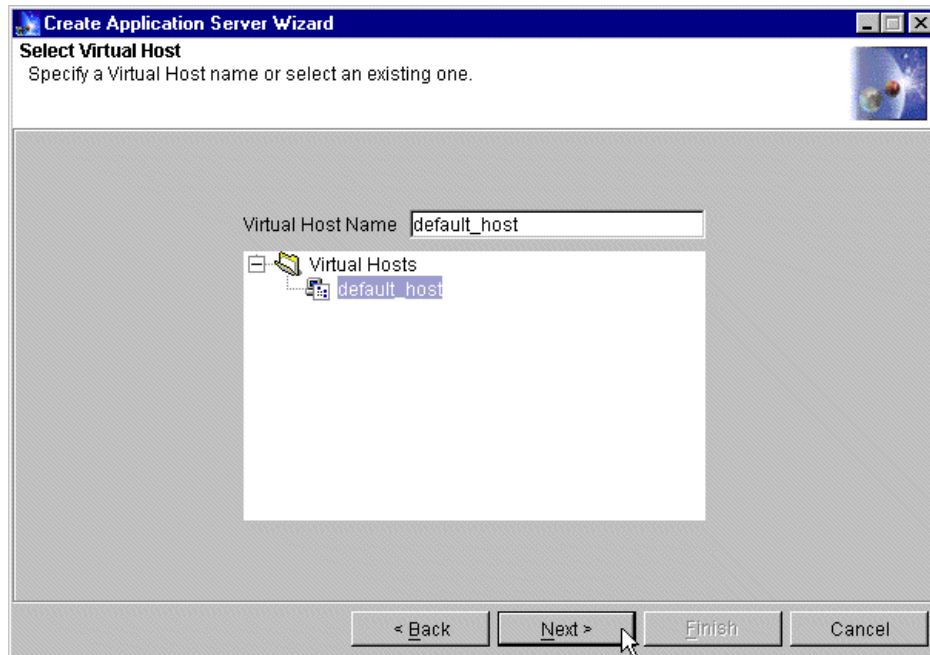 Create Application Server Wizard
Select Virtual Host
Specify a Virtual Host name or select an existing one.
Virtual Host Name default_host
Virtual Hosts
default_host
< Back Next > Finish Cancel